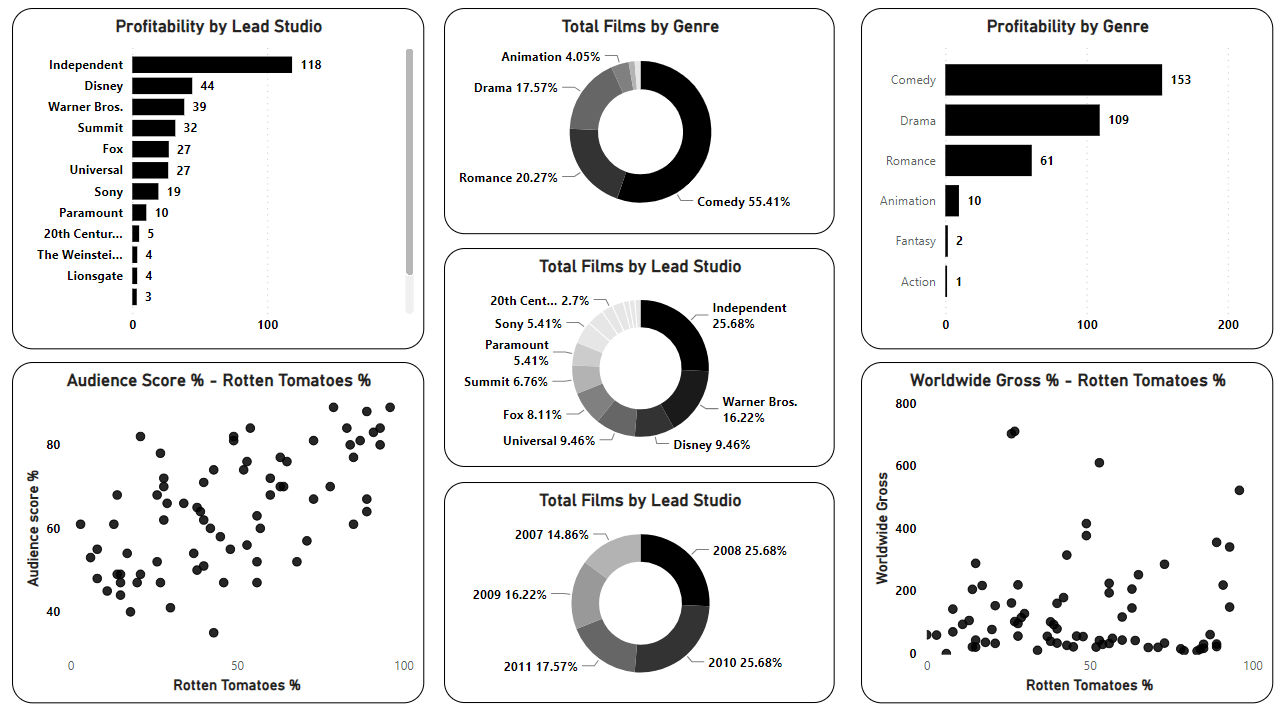 Profitability by Lead Studio
Independent 118
Disney 44
Warner Bros. 39
Summit 32
Fox 27
Universal 27
Sony 19
Paramount 10
20th Centur... 5
The Weinstei... 4
Lionsgate 4
3
0 100
Total Films by Genre
Animation 4.05%
Drama 17.57%
Romance 20.27%
Comedy 55.41%
Profitability by Genre
Comedy 153
Drama 109
Romance 61
Animation 10
Fantasy 2
Action 1
0 100 200
Total Films by Lead Studio
20th Cent... 2.7%
Independent
25.68%
Sony 5.41%
Paramount
5.41%
Summit 6.76%
Warner Bros.
16.22%
Fox 8.11%
Universal 9.46%
Disney 9.46%
Audience Score % - Rotten Tomatoes %
Audience score %
80
60
40
0 50 100
Rotten Tomatoes %
Total Films by Lead Studio
2007 14.86%
2008 25.68%
2009 16.22%
2011 17.57%
2010 25.68%
Worldwide Gross % - Rotten Tomatoes %
Worldwide Gross
800
600
400
200
0
0 50 100
Rotten Tomatoes %